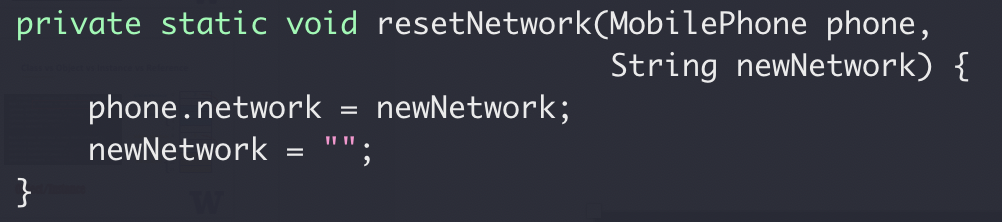 private static void resetNetwork(MobilePhone phone,
                                 String newNetwork) {
    phone.network = newNetwork;
    newNetwork = "";
}